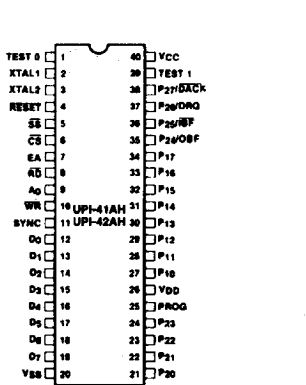 TEST 0 1 40 VCC
XTAL1 2 39 TEST 1
XTAL2 3 38 P27/DACK
RESET 4 37 P26/DRQ
SS 5 36 P25/IBF
CS 6 35 P24/OBF
EA 7 34 P17
RD 8 33 P16
A0 9 32 P15
WR 10 UPI-41AH 31 P14
SYNC 11 UPI-42AH 30 P13
D0 12 29 P12
D1 13 28 P11
D2 14 27 P10
D3 15 26 VDD
D4 16 25 PROG
D5 17 24 P23
D6 18 23 P22
D7 19 22 P21
VSS 20 21 P20